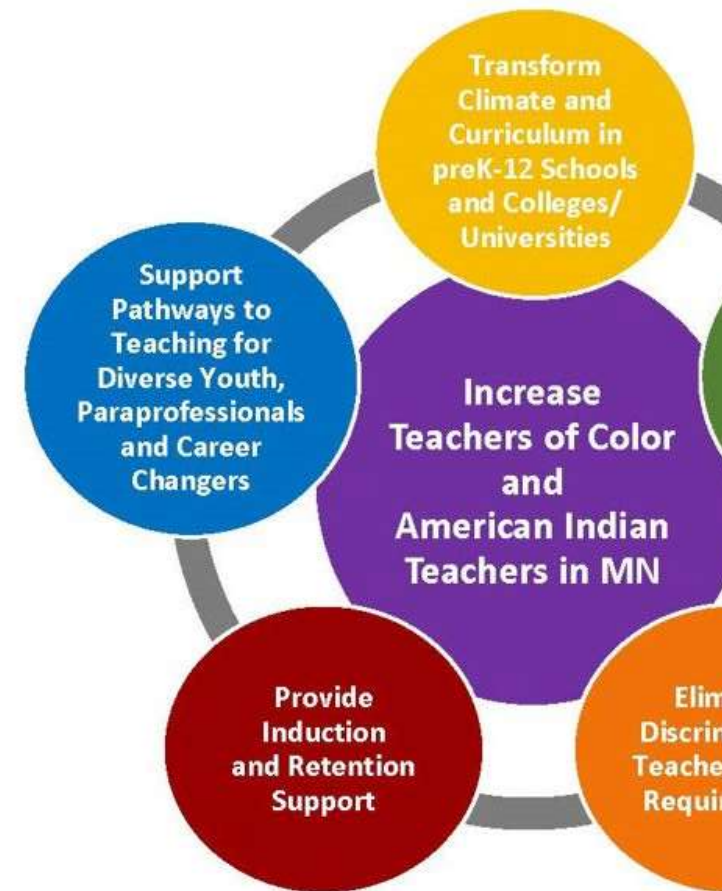 Transform
Climate and
Curriculum in
preK-12 Schools
and Colleges/
Universities
Support
Pathways to
Teaching for
Diverse Youth,
Paraprofessionals
and Career
Changers
Increase
Teachers of Color
and
American Indian
Teachers in MN
Provide
Induction
and Retention
Support